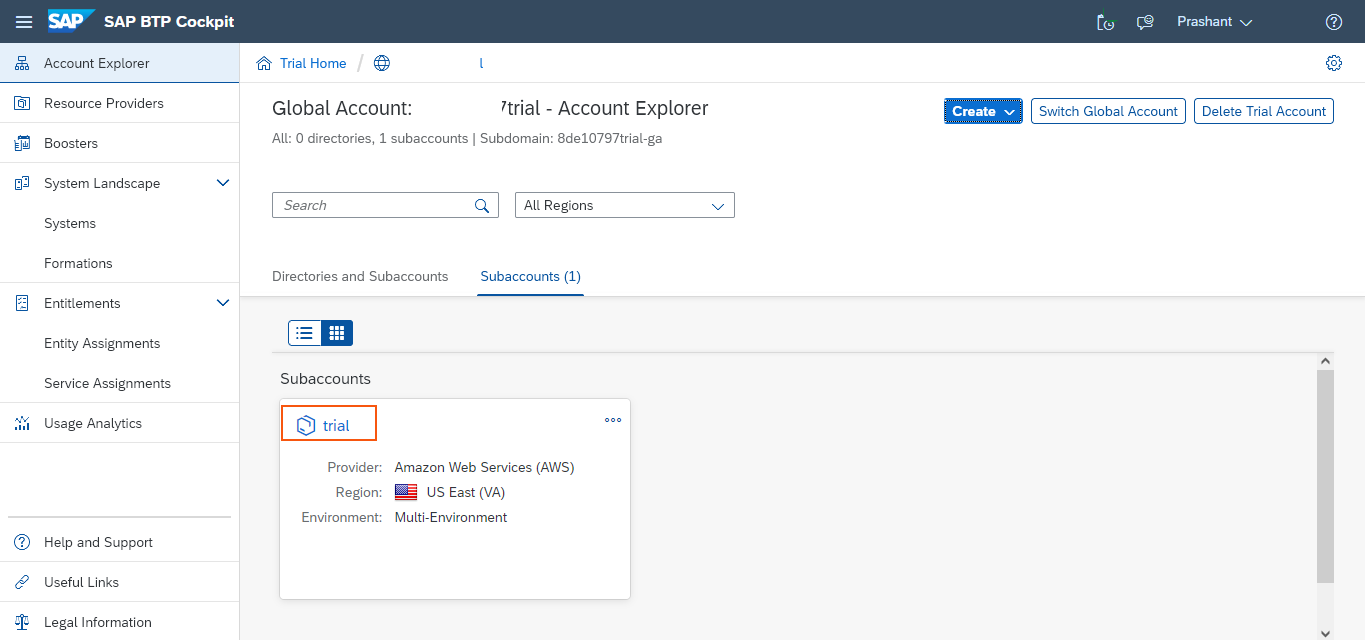 SAP SAP BTP Cockpit
Prashant
Account Explorer
Resource Providers
Boosters
System Landscape
Systems
Formations
Entitlements
Entity Assignments
Service Assignments
Usage Analytics
Help and Support
Useful Links
Legal Information
Trial Home /
Global Account: 7trial - Account Explorer
All: 0 directories, 1 subaccounts | Subdomain: 8de10797trial-ga
Create
Switch Global Account
Delete Trial Account
Search
All Regions
Directories and Subaccounts
Subaccounts (1)
Subaccounts
trial
Provider: Amazon Web Services (AWS)
Region: US East (VA)
Environment: Multi-Environment